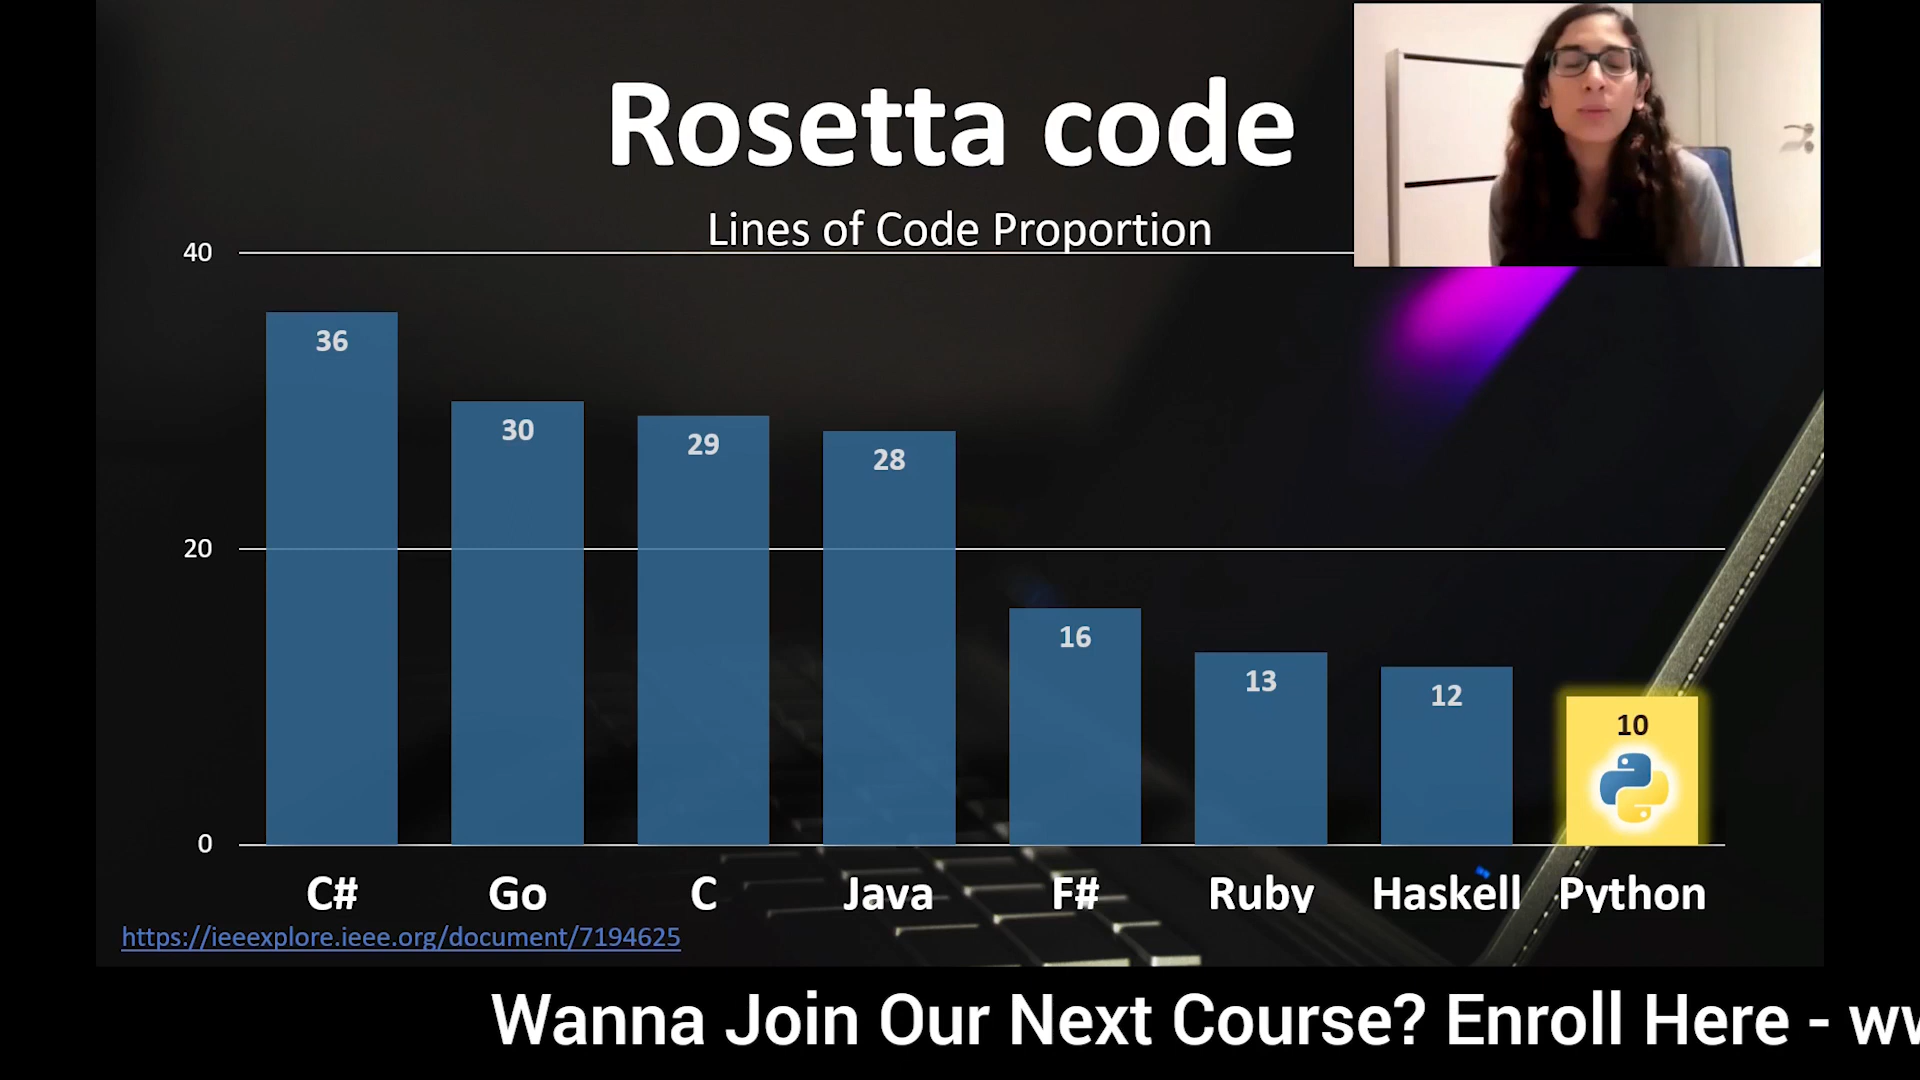 Rosetta code
Lines of Code Proportion
40
36
30
29
28
20
16
13
12
10
0
C# Go C Java F# Ruby Haskell Python
https://ieeexplore.ieee.org/document/7194625
Wanna Join Our Next Course? Enroll Here -